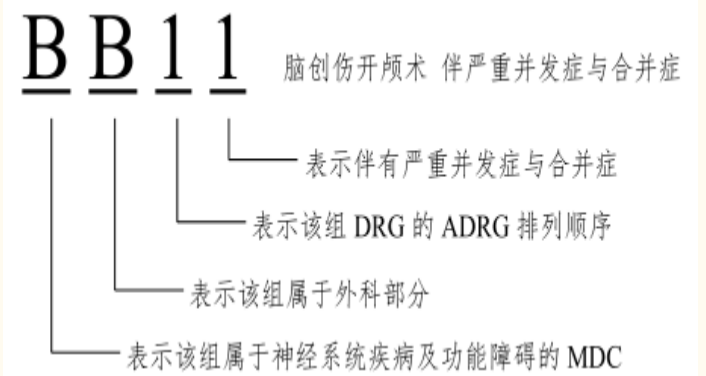 BB11 脑创伤开颅术 伴严重并发症与合并症
表示伴有严重并发症与合并症
表示该组 DRG 的 ADRG 排列顺序
表示该组属于外科部分
表示该组属于神经系统疾病及功能障碍的 MDC